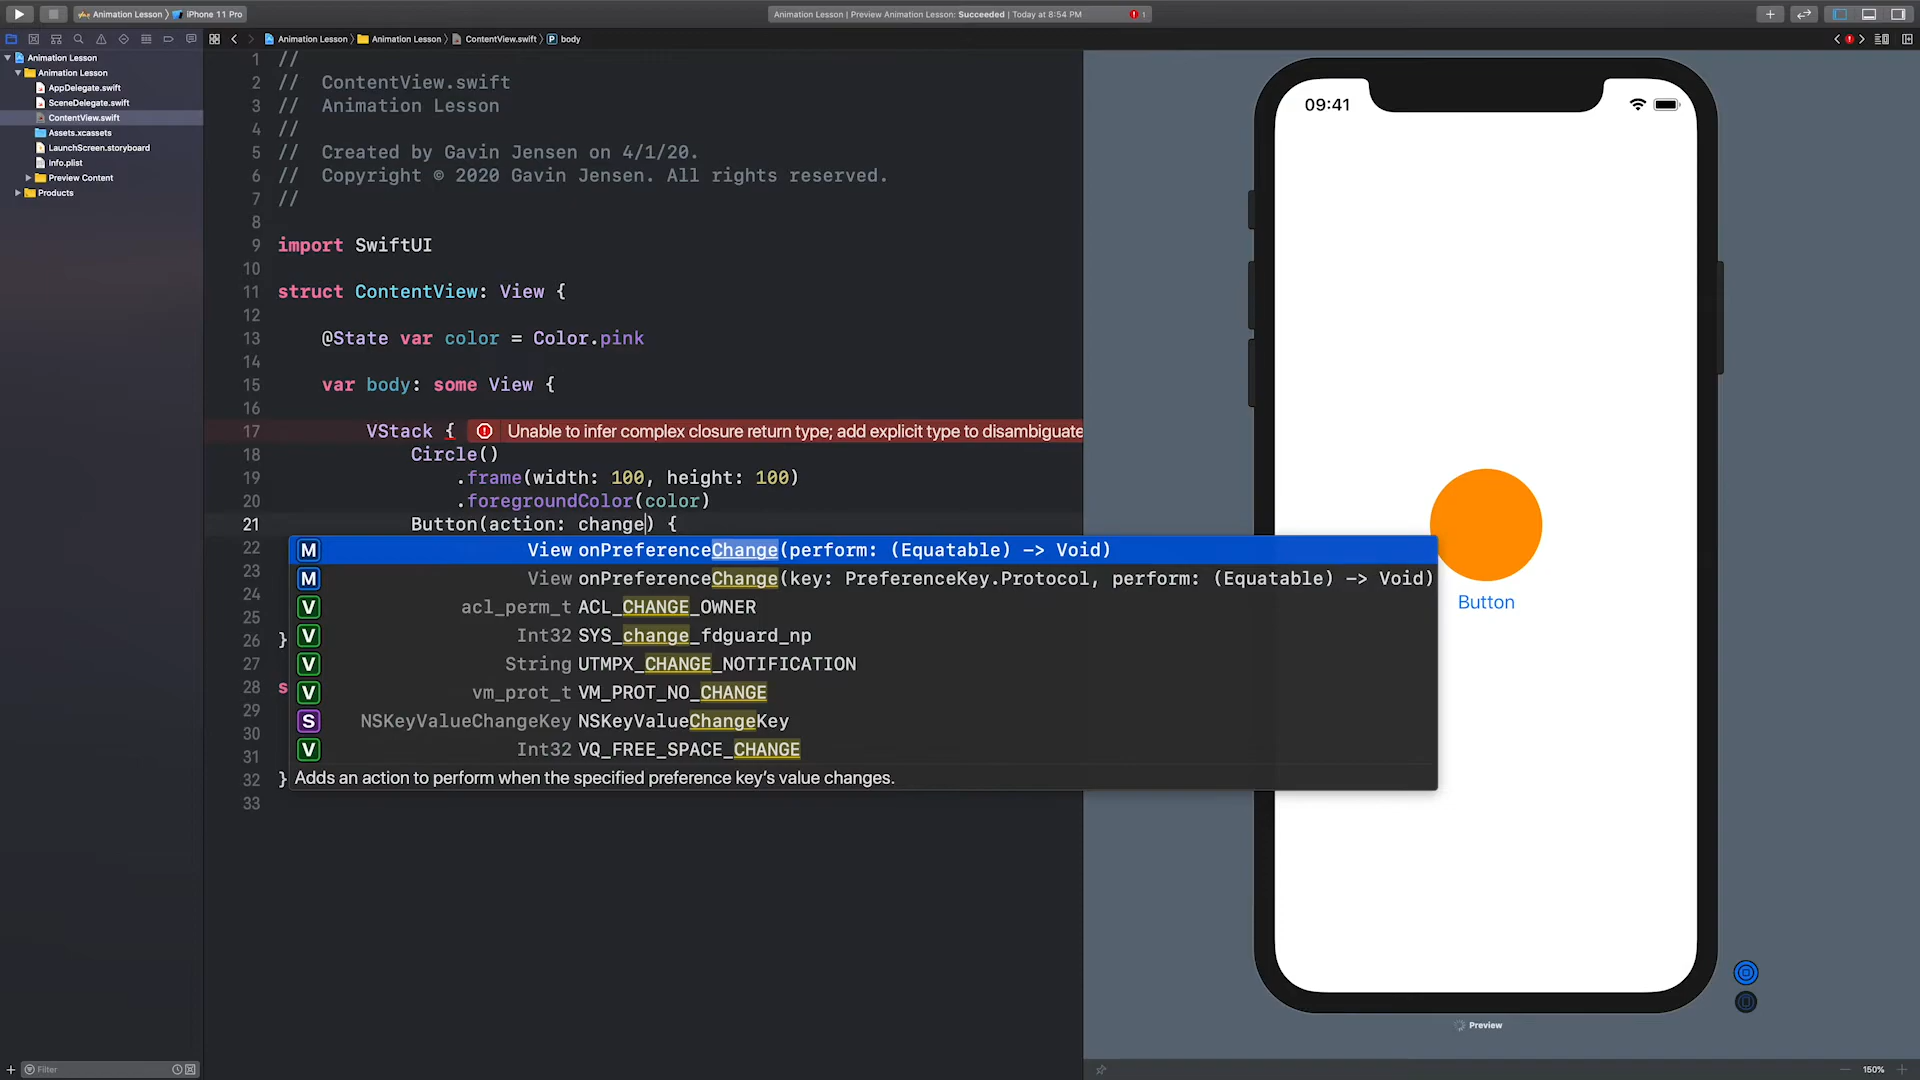 Animation Lesson
iPhone 11 Pro
Animation Lesson | Preview Animation Lesson: Succeeded | Today at 8:54 PM
1
Animation Lesson
Animation Lesson
ContentView.swift
P body
Animation Lesson
Animation Lesson
AppDelegate.swift
SceneDelegate.swift
ContentView.swift
Assets.xcassets
LaunchScreen.storyboard
Info.plist
Preview Content
Products
1 //
2 // ContentView.swift
3 // Animation Lesson
4 //
5 // Created by Gavin Jensen on 4/1/20.
6 // Copyright © 2020 Gavin Jensen. All rights reserved.
7 //
8
9 import SwiftUI
10
11 struct ContentView: View {
12
13 @State var color = Color.pink
14
15 var body: some View {
16
17 VStack { Unable to infer complex closure return type; add explicit type to disambiguate
18 Circle()
19 .frame(width: 100, height: 100)
20 .foregroundColor(color)
21 Button(action: change) {
22
23
24
25
26 }
27
28 s
29
30
31
32 }
33
M View onPreferenceChange(perform: (Equatable) -> Void)
M View onPreferenceChange(key: PreferenceKey.Protocol, perform: (Equatable) -> Void)
V acl_perm_t ACL_CHANGE_OWNER
V Int32 SYS_change_fdguard_np
V String UTMPX_CHANGE_NOTIFICATION
V vm_prot_t VM_PROT_NO_CHANGE
S NSKeyValueChangeKey NSKeyValueChangeKey
V Int32 VQ_FREE_SPACE_CHANGE
Adds an action to perform when the specified preference key’s value changes.
09:41
Button
Preview
Filter
150%